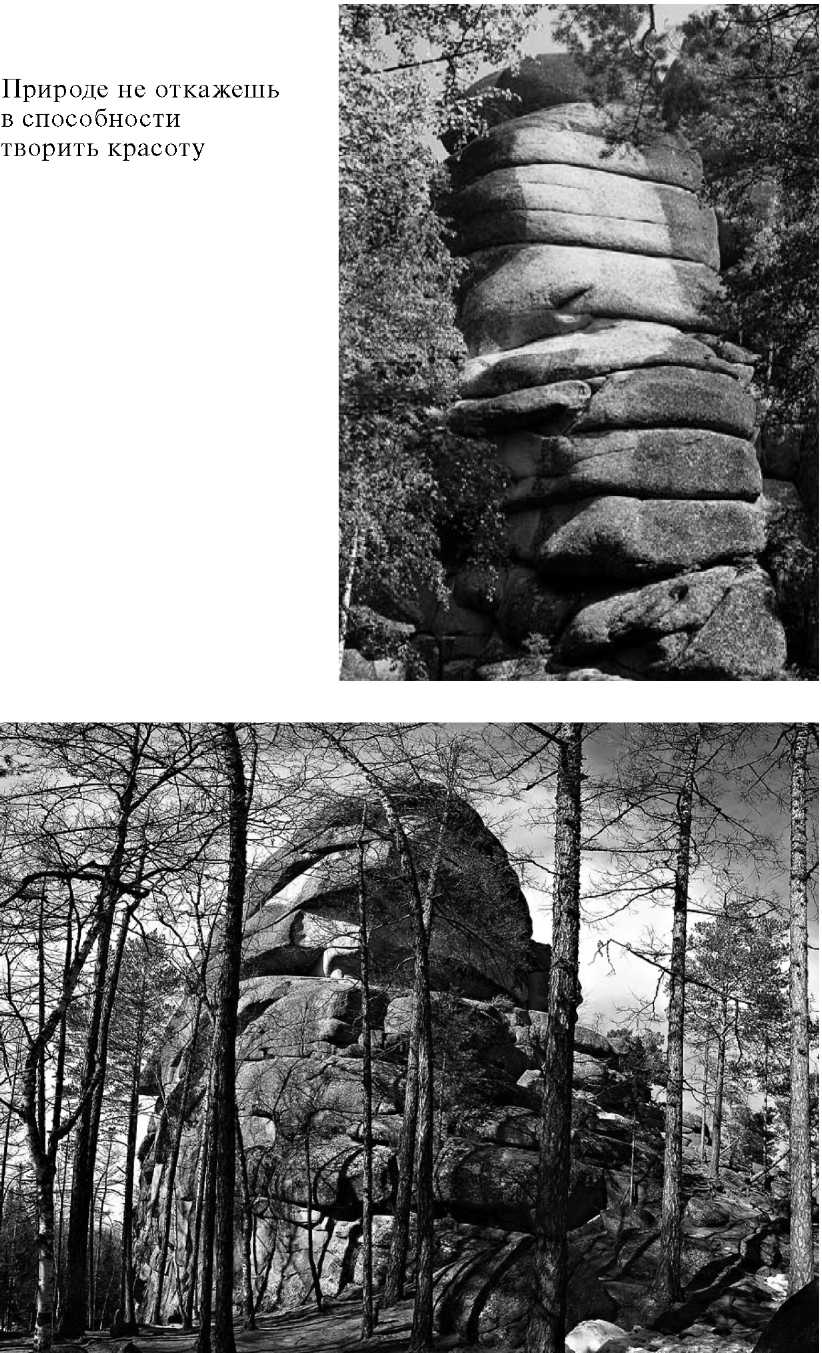 Природе не откажешь
в способности
творить красоту